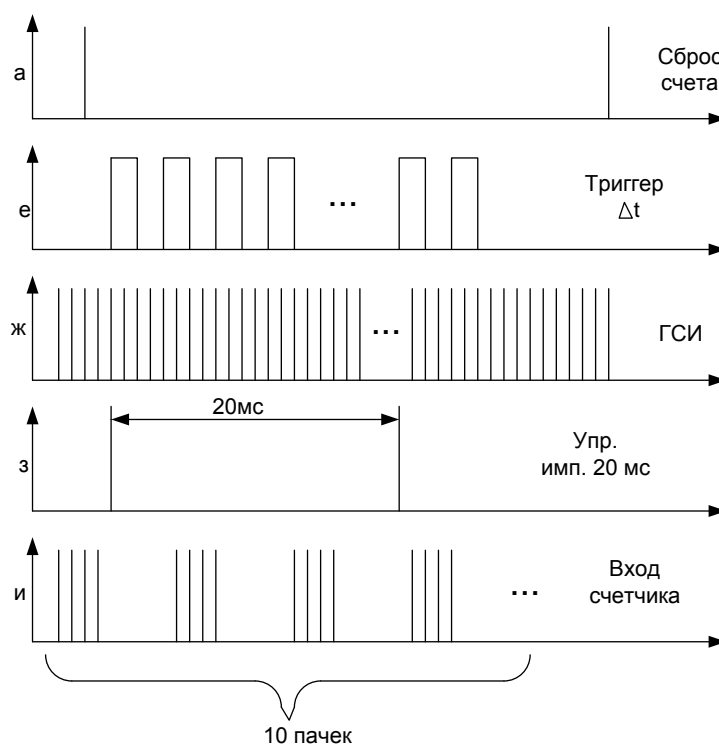 а
Сброс
счета
е
...
Триггер
Δt
ж
...
ГСИ
20мс
з
Упр.
имп. 20 мс
и
...
Вход
счетчика
10 пачек